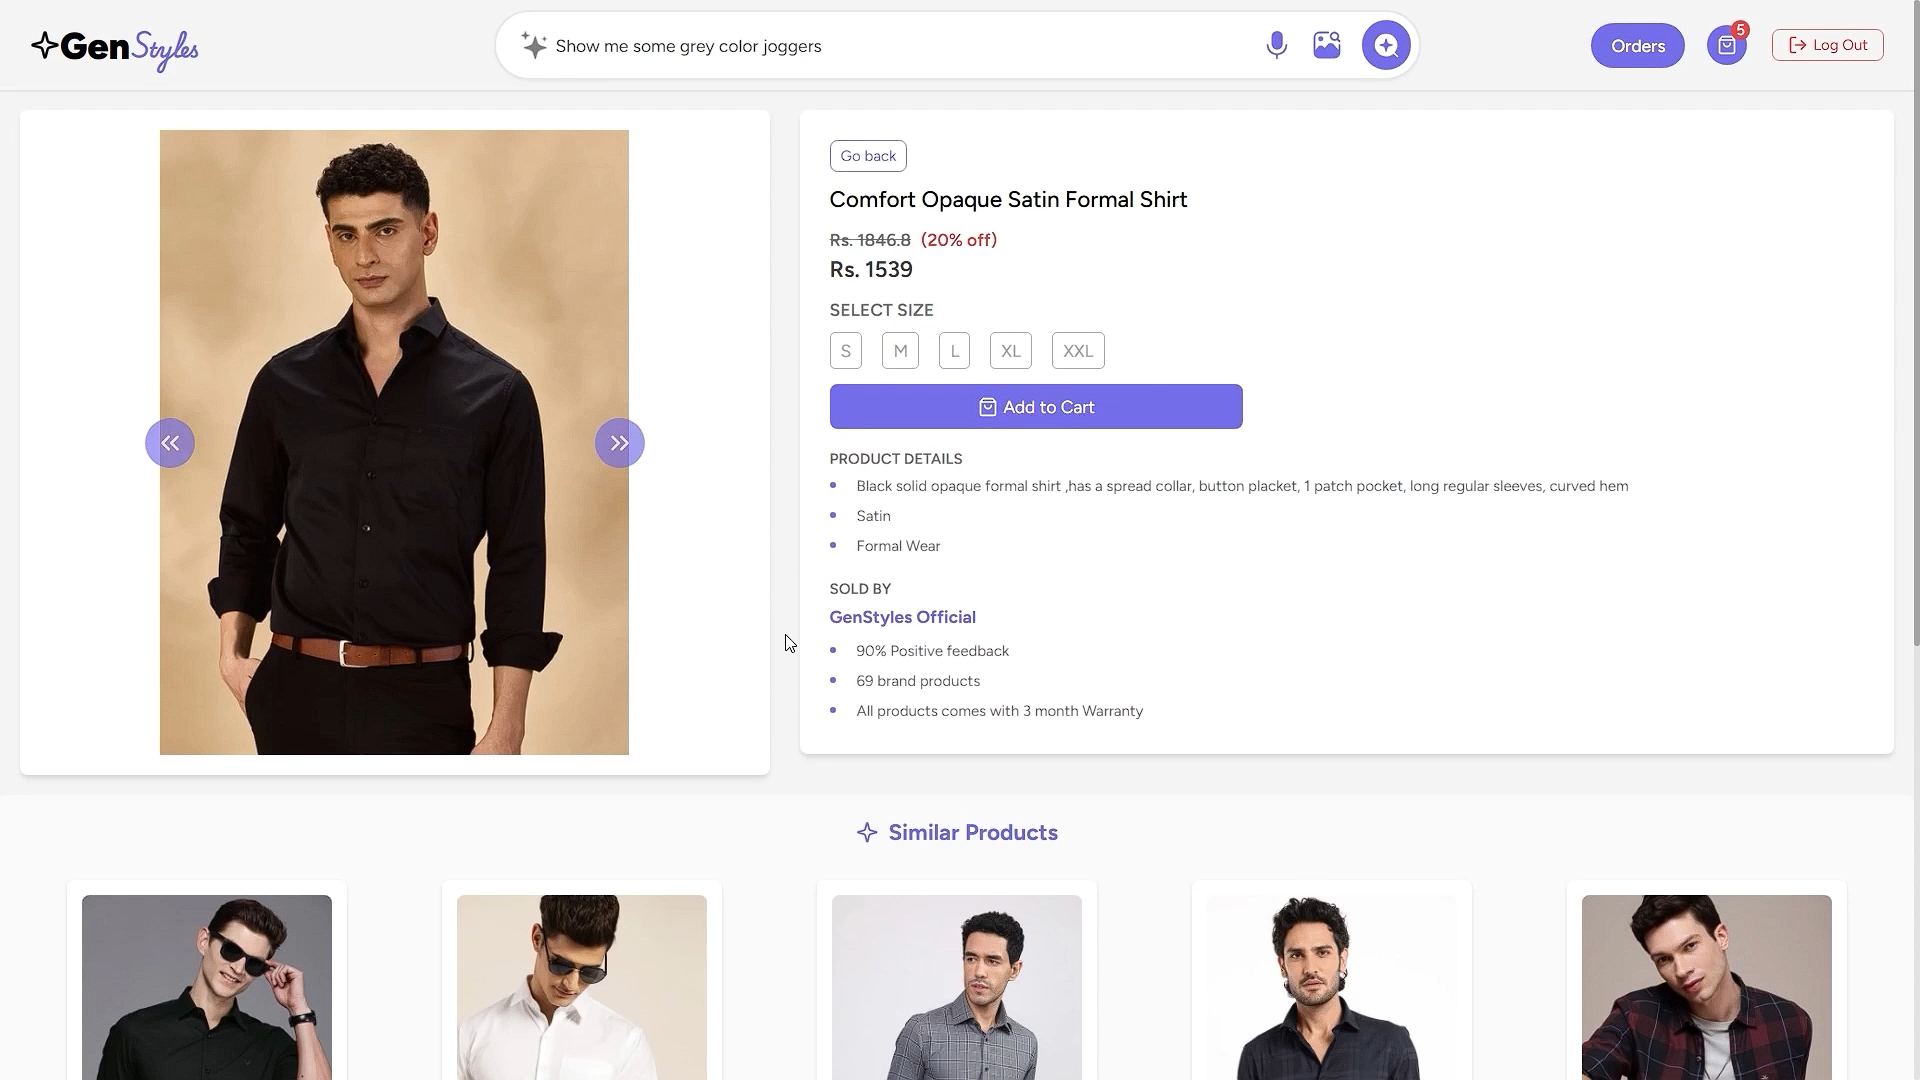 GenStyles
Show me some grey color joggers
Orders
5
Log Out
Go back
Comfort Opaque Satin Formal Shirt
Rs. 1846.8 (20% off)
Rs. 1539
SELECT SIZE
S M L XL XXL
Add to Cart
PRODUCT DETAILS
Black solid opaque formal shirt ,has a spread collar, button placket, 1 patch pocket, long regular sleeves, curved hem
Satin
Formal Wear
SOLD BY
GenStyles Official
90% Positive feedback
69 brand products
All products comes with 3 month Warranty
Similar Products